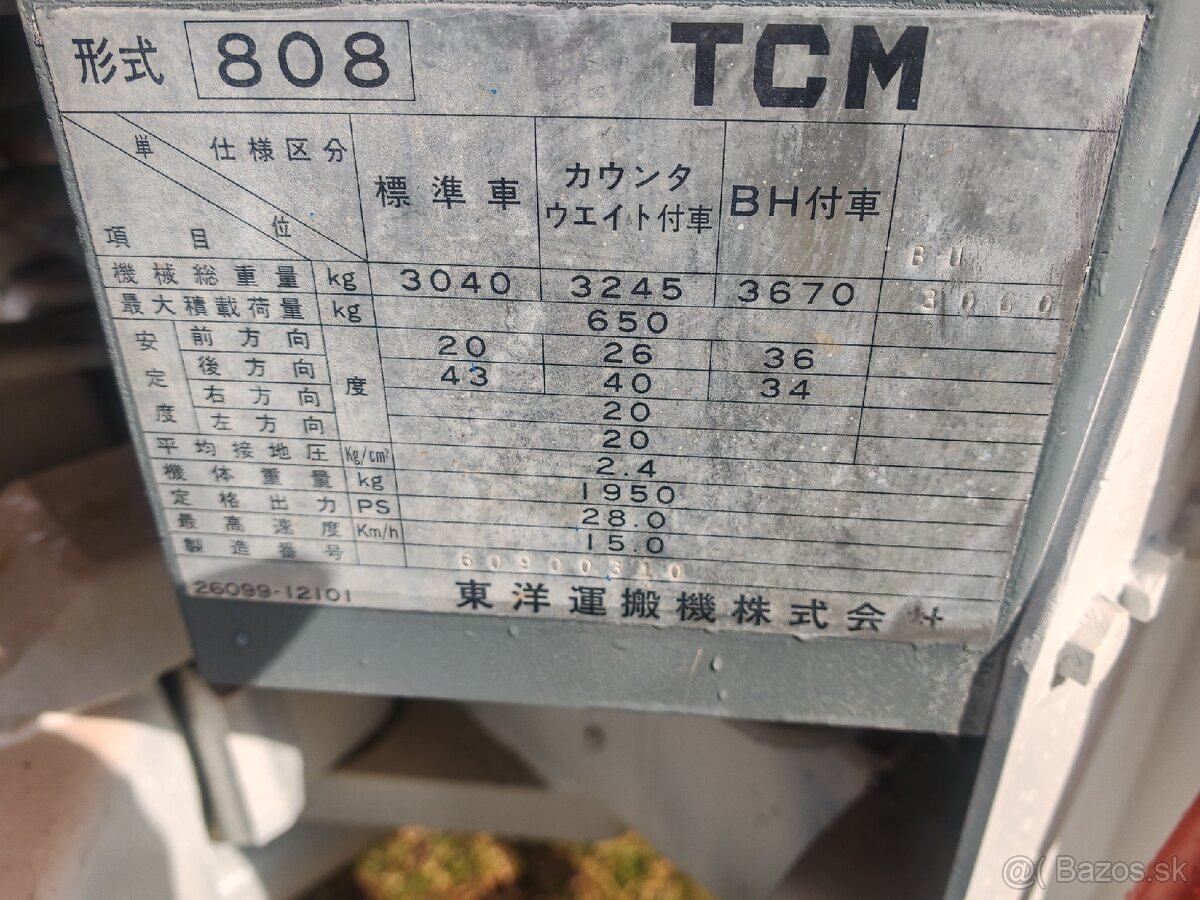 形式 808 TCM
単位 仕様区分 項目 標準車 カウンタウエイト付車 BH付車 BU
機械総重量 kg 3040 3245 3670 3060
最大積載荷量 kg 650
安定度 前方向 度 20 26 36
後方向 43 40 34
右方向 20
左方向 20
平均接地圧 Kg/cm² 2.4
機体重量 kg 1950
定格出力 PS 28.0
最高速度 Km/h 15.0
製造番号 60900310
26099-12101 東洋運搬機株式会社
@( Bazos.sk